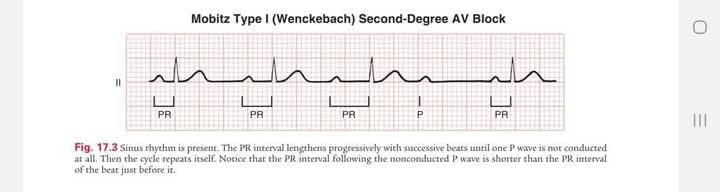 Mobitz Type I (Wenckebach) Second-Degree AV Block
II
PR PR PR P PR
Fig. 17.3 Sinus rhythm is present. The PR interval lengthens progressively with successive beats until one P wave is not conducted
at all. Then the cycle repeats itself. Notice that the PR interval following the nonconducted P wave is shorter than the PR interval
of the beat just before it.